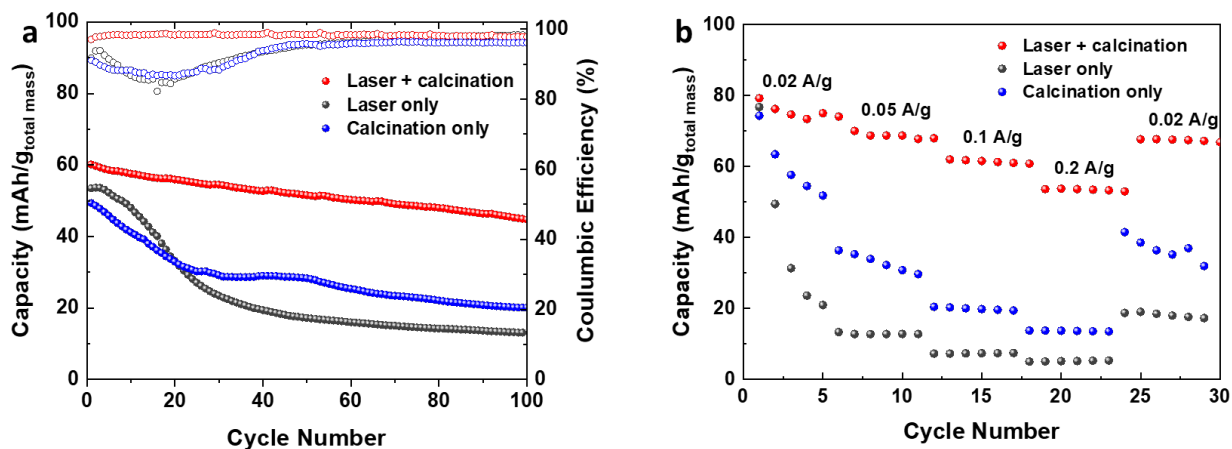 a
Capacity (mAh/gtotal mass)
100
80
60
40
20
0
0
20
40
60
80
100
Cycle Number
100
80
60
40
20
0
Coulumbic Efficiency (%)
Laser + calcination
Laser only
Calcination only
b
Capacity (mAh/gtotal mass)
100
80
60
40
20
0
0
5
10
15
20
25
30
Cycle Number
Laser + calcination
Laser only
Calcination only
0.02 A/g
0.05 A/g
0.1 A/g
0.2 A/g
0.02 A/g